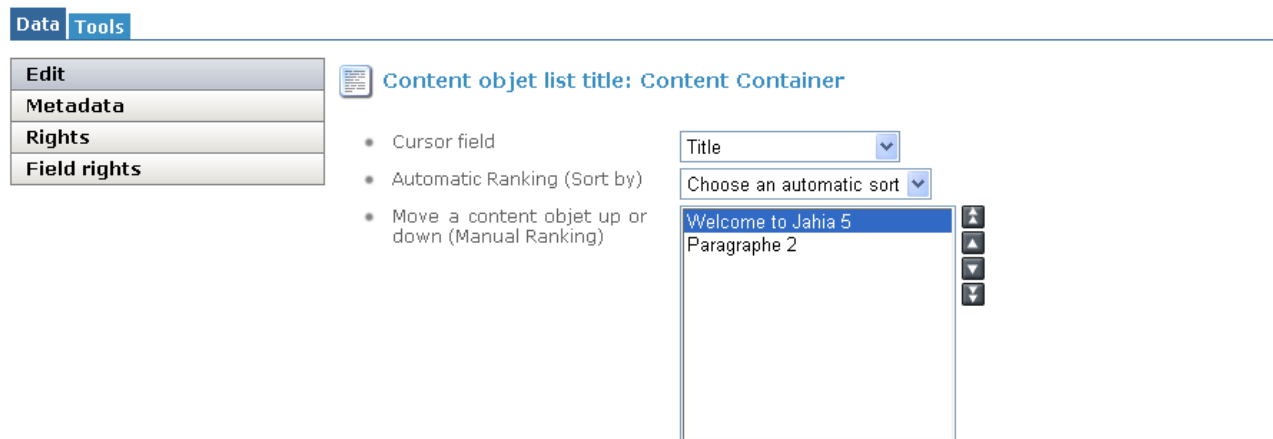 Data Tools
Edit
Metadata
Rights
Field rights
Content objet list title: Content Container
Cursor field
Title
Automatic Ranking (Sort by)
Choose an automatic sort
Move a content objet up or
down (Manual Ranking)
Welcome to Jahia 5
Paragraphe 2